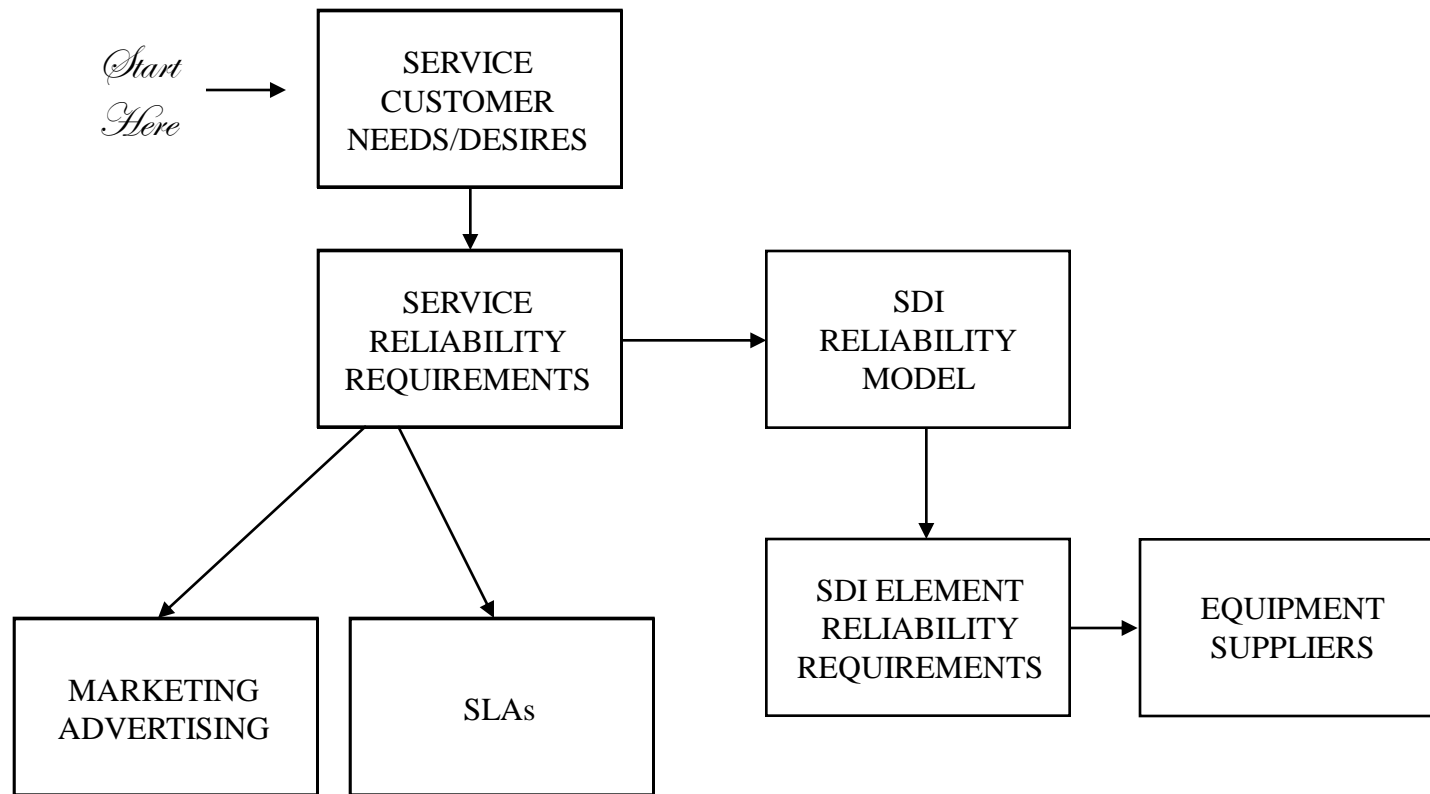 Start
Here
SERVICE
CUSTOMER
NEEDS/DESIRES
SERVICE
RELIABILITY
REQUIREMENTS
SDI
RELIABILITY
MODEL
MARKETING
ADVERTISING
SLAs
SDI ELEMENT
RELIABILITY
REQUIREMENTS
EQUIPMENT
SUPPLIERS